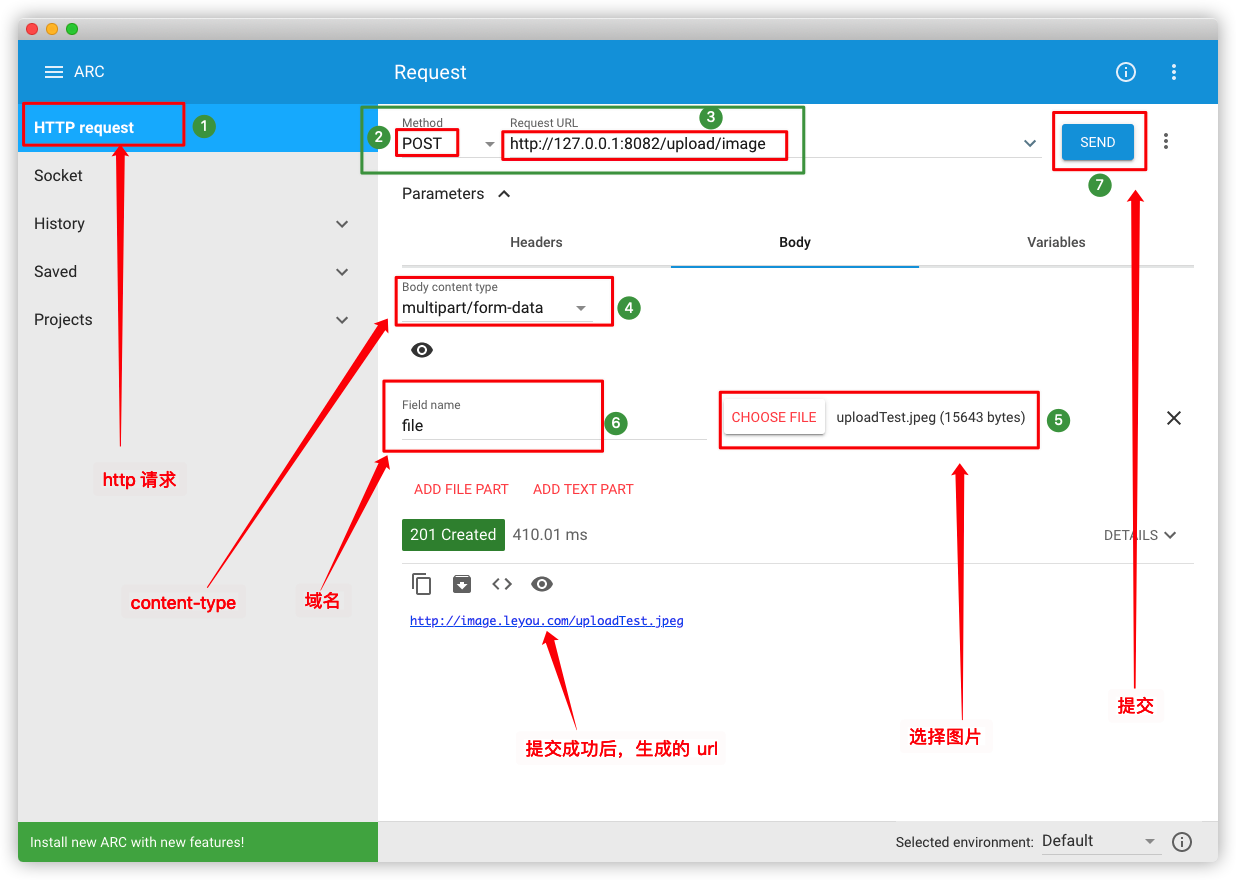 ARC
Request
HTTP request
1
2
Method
POST
3
Request URL
http://127.0.0.1:8082/upload/image
SEND
7
Socket
History
Saved
Projects
Parameters
Headers
Body
Variables
Body content type
multipart/form-data
4
Field name
file
6
CHOOSE FILE
uploadTest.jpeg (15643 bytes)
5
http 请求
ADD FILE PART
ADD TEXT PART
201 Created
410.01 ms
DETAILS
content-type
域名
http://image.leyou.com/uploadTest.jpeg
提交
选择图片
提交成功后，生成的 url
Install new ARC with new features!
Selected environment:
Default